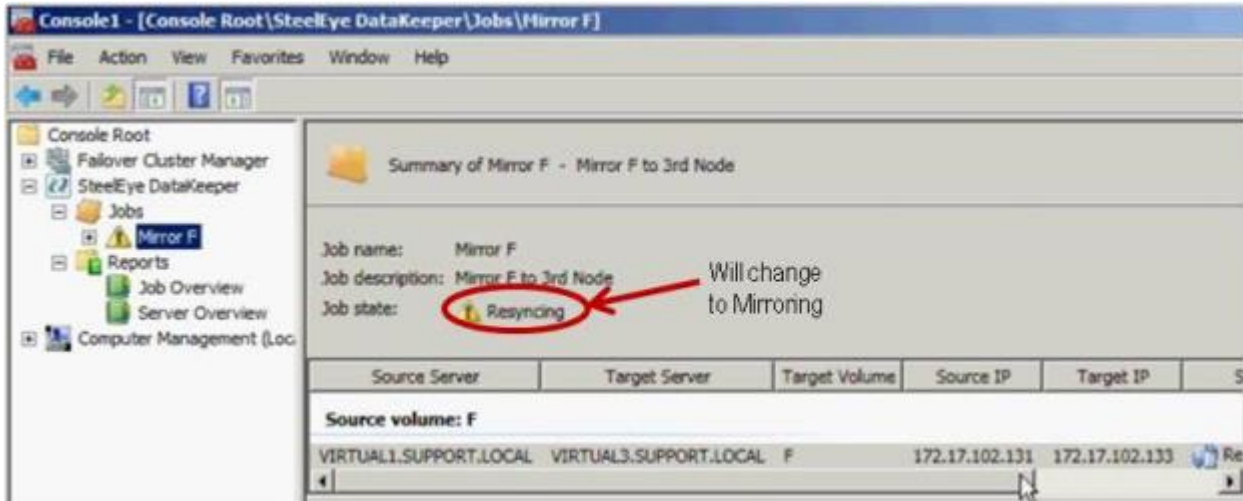 Console1 - [Console Root\SteelEye DataKeeper\Jobs\Mirror F]
File Action View Favorites Window Help
Console Root
Failover Cluster Manager
SteelEye DataKeeper
Jobs
Mirror F
Reports
Job Overview
Server Overview
Computer Management (Loc
Summary of Mirror F - Mirror F to 3rd Node
Job name: Mirror F
Job description: Mirror F to 3rd Node
Job state: Resyncing
Will change
to Mirroring
Source Server Target Server Target Volume Source IP Target IP S
Source volume: F
VIRTUAL1.SUPPORT.LOCAL VIRTUAL3.SUPPORT.LOCAL F 172.17.102.131 172.17.102.133 Re